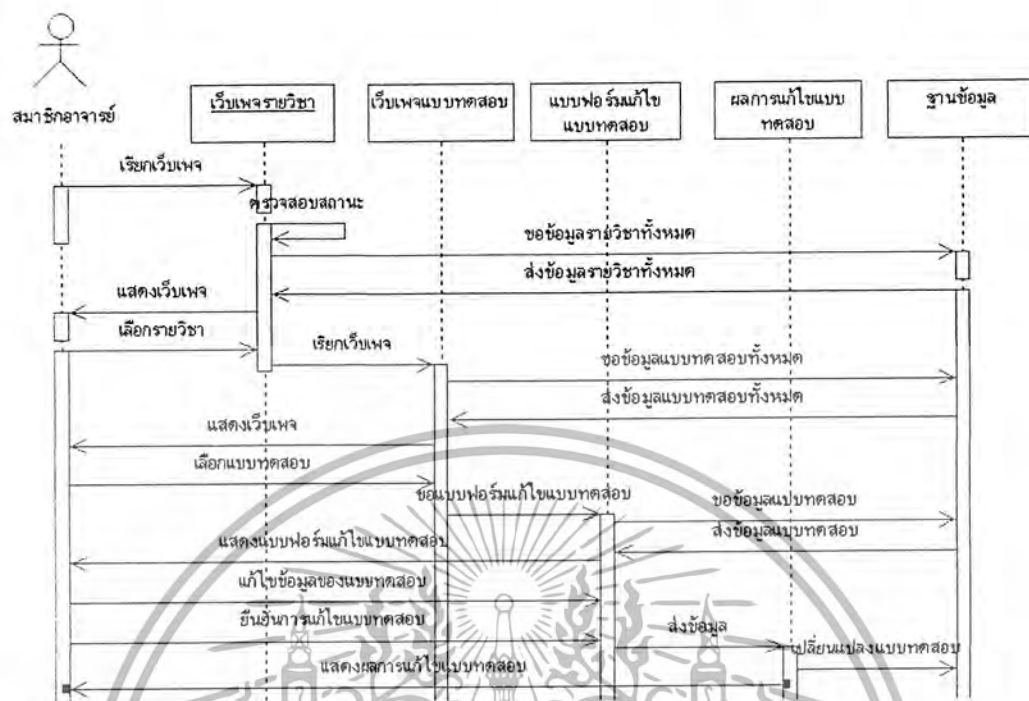 สมาชิกอาจารย์
เว็บเพจรายวิชา
เว็บเพจแบบทดสอบ
แบบฟอร์มแก้ไข
แบบทดสอบ
ผลการแก้ไขแบบ
ทดสอบ
ฐานข้อมูล
เรียกเว็บเพจ
ตรวจสอบสถานะ
ขอข้อมูลรายวิชาทั้งหมด
ส่งข้อมูลรายวิชาทั้งหมด
แสดงเว็บเพจ
เลือกรายวิชา
เรียกเว็บเพจ
ขอข้อมูลแบบทดสอบทั้งหมด
ส่งข้อมูลแบบทดสอบทั้งหมด
แสดงเว็บเพจ
เลือกแบบทดสอบ
ขอแบบฟอร์มแก้ไขแบบทดสอบ
ขอข้อมูลแบบทดสอบ
ส่งข้อมูลแบบทดสอบ
แสดงแบบฟอร์มแก้ไขแบบทดสอบ
แก้ไขข้อมูลของแบบทดสอบ
ยืนยันการแก้ไขแบบทดสอบ
ส่งข้อมูล
เปลี่ยนแปลงแบบทดสอบ
แสดงผลการแก้ไขแบบทดสอบ